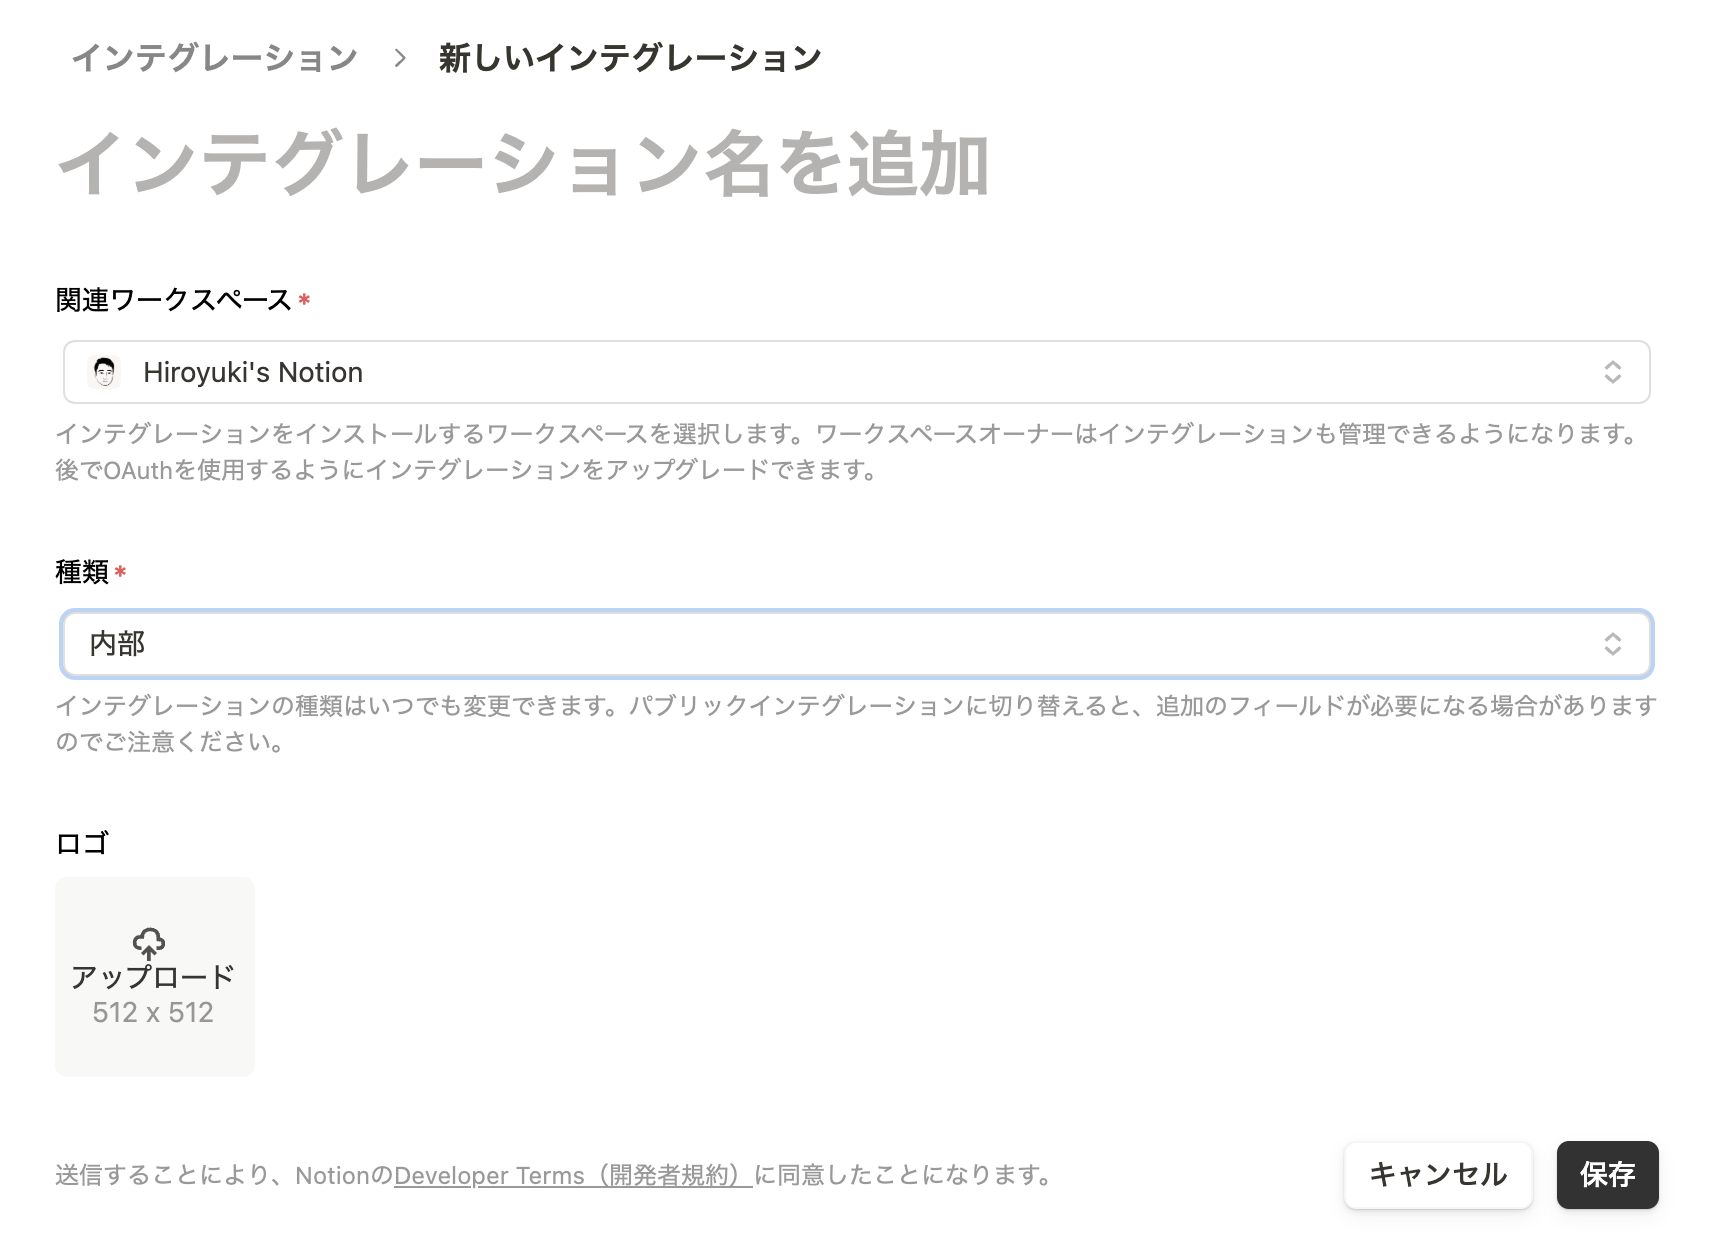 インテグレーション > 新しいインテグレーション
インテグレーション名を追加
関連ワークスペース*
Hiroyuki's Notion
インテグレーションをインストールするワークスペースを選択します。ワークスペースオーナーはインテグレーションも管理できるようになります。
後でOAuthを使用するようにインテグレーションをアップグレードできます。
種類*
内部
インテグレーションの種類はいつでも変更できます。パブリックインテグレーションに切り替えると、追加のフィールドが必要になる場合があります
のでご注意ください。
ロゴ
アップロード
512 x 512
送信することにより、NotionのDeveloper Terms（開発者規約）に同意したことになります。
キャンセル
保存